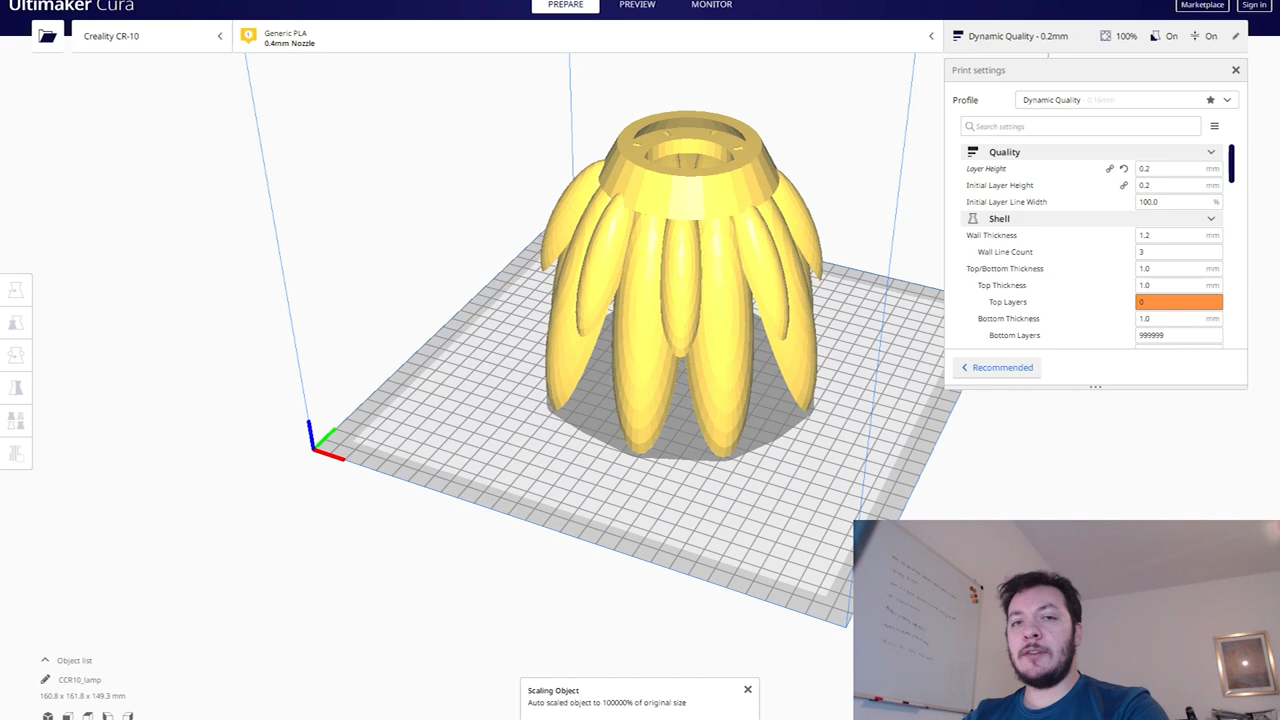 Ultimaker Cura
PREPARE
PREVIEW
MONITOR
Marketplace
Sign in
Creality CR-10
1
Generic PLA
0.4mm Nozzle
Dynamic Quality - 0.2mm
100%
On
On
Print settings
Profile
Dynamic Quality - 0.16mm
Search settings
Quality
Layer Height
0.2 mm
Initial Layer Height
0.2 mm
Initial Layer Line Width
100.0 %
Shell
Wall Thickness
1.2 mm
Wall Line Count
3
Top/Bottom Thickness
1.0 mm
Top Thickness
1.0 mm
Top Layers
0
Bottom Thickness
1.0 mm
Bottom Layers
999999
Recommended
Object list
CCR10_lamp
160.8 x 161.8 x 149.3 mm
Scaling Object
Auto scaled object to 100000% of original size